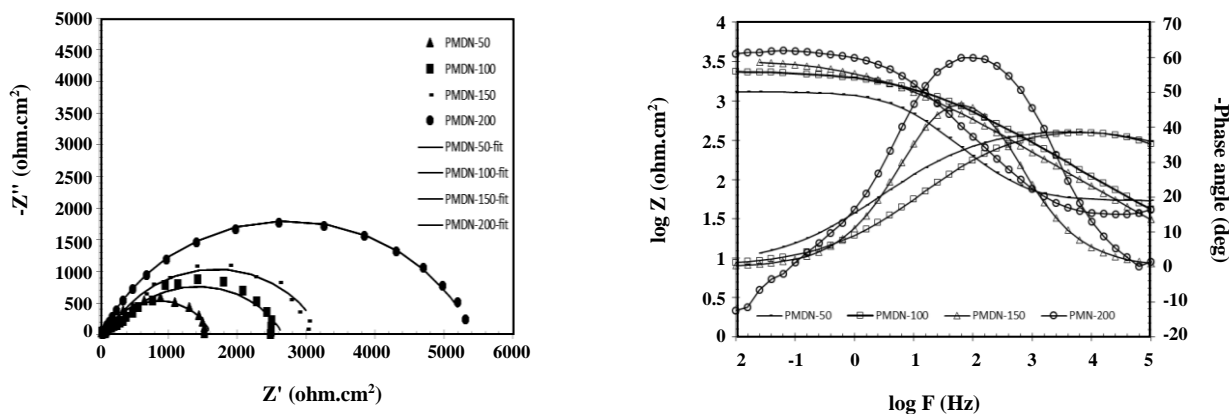 5000
4500
4000
3500
3000
2500
2000
1500
1000
500
0
-Z'' (ohm.cm²)
PMDN-50
PMDN-100
PMDN-150
PMDN-200
PMDN-50-fit
PMDN-100-fit
PMDN-150-fit
PMDN-200-fit
0 1000 2000 3000 4000 5000 6000
Z' (ohm.cm²)
4
3.5
3
2.5
2
1.5
1
0.5
0
log Z (ohm.cm²)
70
60
50
40
30
20
10
0
-10
-20
-Phase angle (deg)
PMDN-50 PMDN-100 PMDN-150 PMN-200
2 -1 0 1 2 3 4 5
log F (Hz)